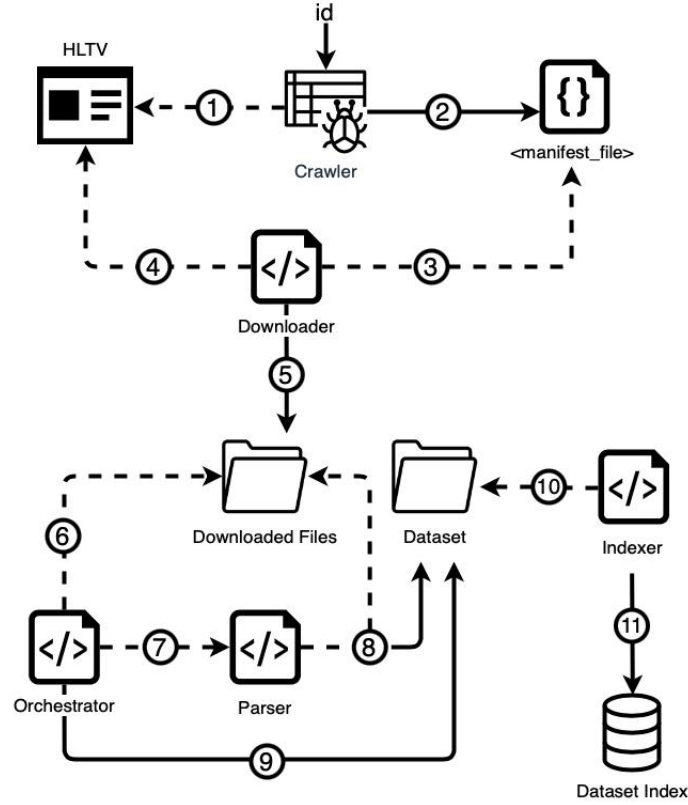 id
HLTV
1
2
{}
Crawler
<manifest_file>
4
</>
3
Downloader
5
</>
10
Downloaded Files
Dataset
6
Indexer
</>
7
</>
8
11
Orchestrator
Parser
9
Dataset Index